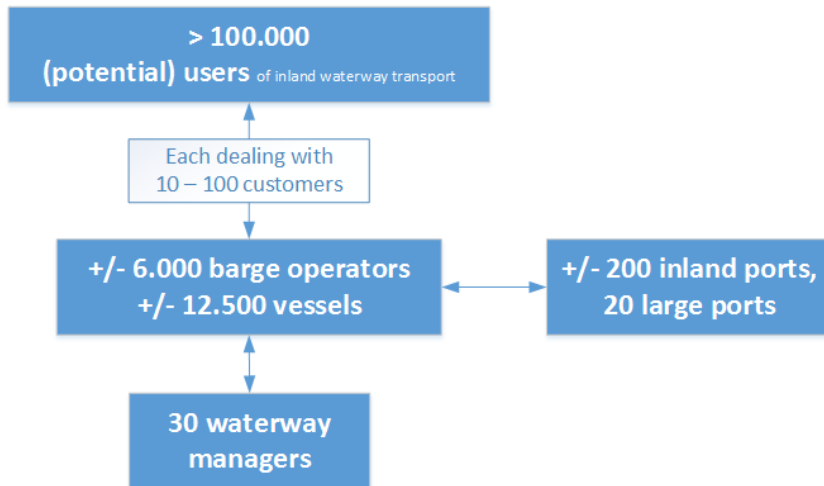 > 100.000
(potential) users of inland waterway transport
Each dealing with
10 – 100 customers
+/- 6.000 barge operators
+/- 12.500 vessels
+/- 200 inland ports,
20 large ports
30 waterway
managers